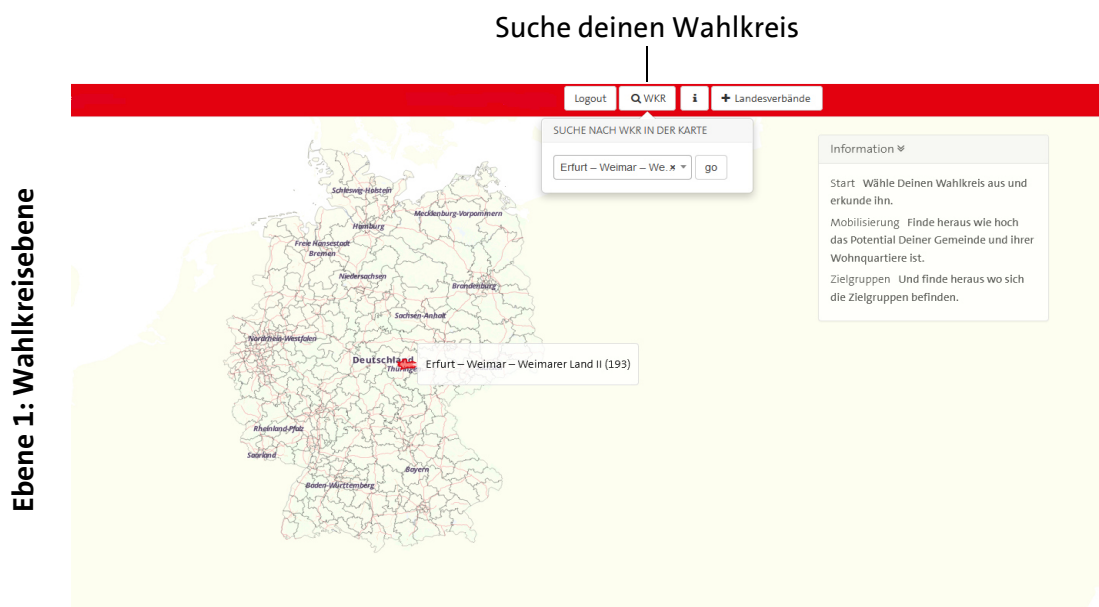 Suche deinen Wahlkreis
Logout
WKR
i
Landesverbände
SUCHE NACH WKR IN DER KARTE
Erfurt – Weimar – We..
go
Information
Start Wähle Deinen Wahlkreis aus und
erkunde ihn.
Mobilisierung Finde heraus wie hoch
das Potential Deiner Gemeinde und ihrer
Wohnquartiere ist.
Zielgruppen Und finde heraus wo sich
die Zielgruppen befinden.
Ebene 1: Wahlkreisebene
Schleswig-Holstein
Mecklenburg-Vorpommern
Hamburg
Freie Hansestadt
Bremen
Niedersachsen
Brandenburg
Sachsen-Anhalt
Nordrhein-Westfalen
Deutschland
Erfurt – Weimar – Weimarer Land II (193)
Rheinland-Pfalz
Saarland
Bayern
Baden-Württemberg